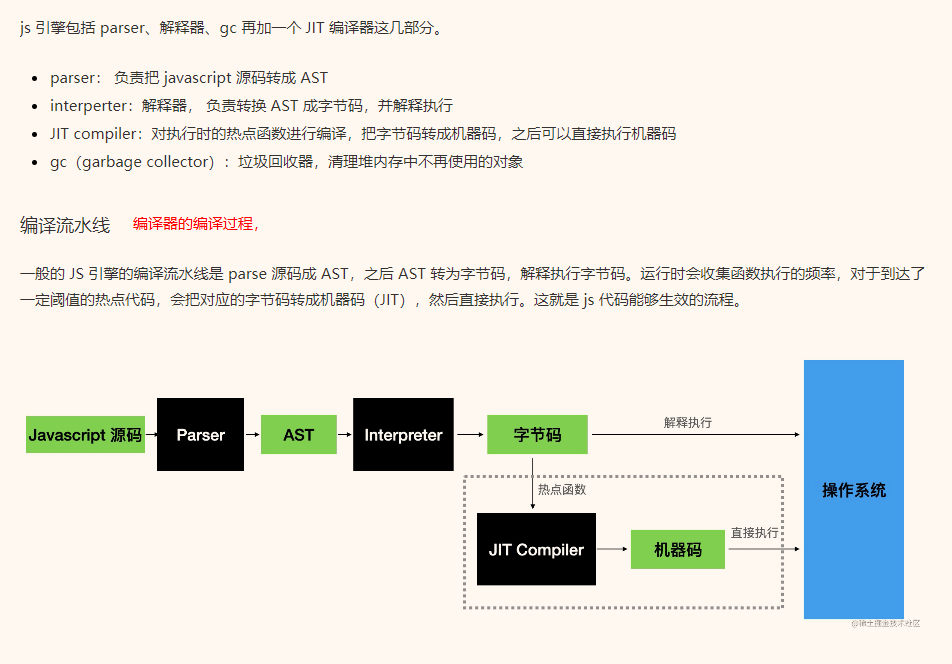 js 引擎包括 parser、解释器、gc 再加一个 JIT 编译器这几部分。
• parser： 负责把 javascript 源码转成 AST
• interperter：解释器， 负责转换 AST 成字节码，并解释执行
• JIT compiler：对执行时的热点函数进行编译，把字节码转成机器码，之后可以直接执行机器码
• gc（garbage collector）：垃圾回收器，清理堆内存中不再使用的对象
编译流水线 编译器的编译过程,
一般的 JS 引擎的编译流水线是 parse 源码成 AST，之后 AST 转为字节码，解释执行字节码。运行时会收集函数执行的频率，对于到达了
一定阈值的热点代码，会把对应的字节码转成机器码（JIT），然后直接执行。这就是 js 代码能够生效的流程。
Javascript 源码
Parser
AST
Interpreter
字节码
解释执行
操作系统
热点函数
JIT Compiler
机器码
直接执行
@稀土掘金技术社区